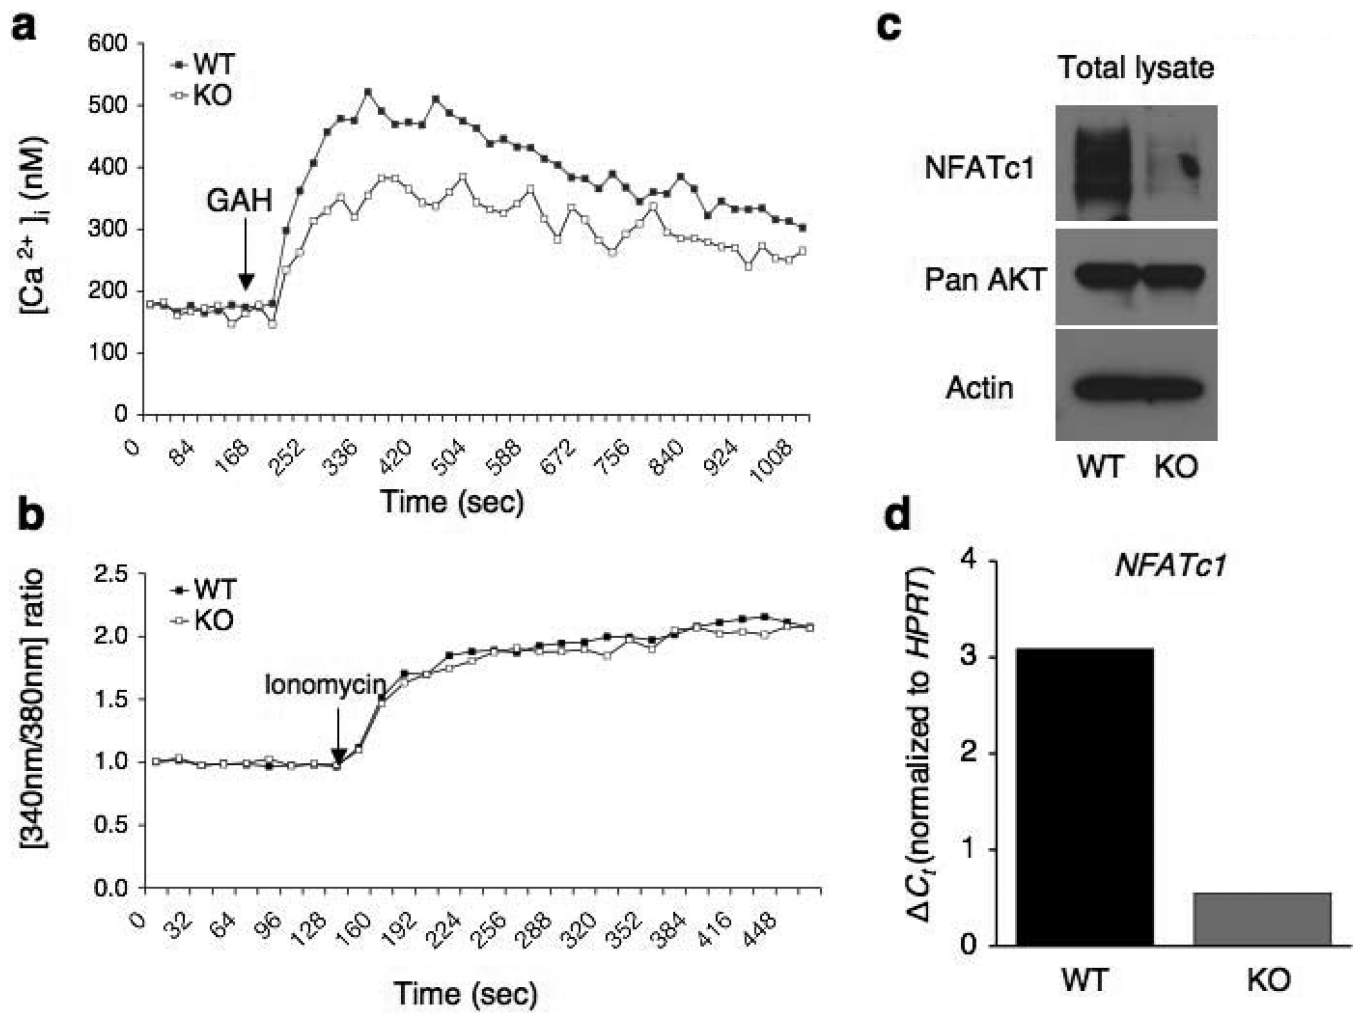 a
600
500
400
300
200
100
0
[Ca 2+ ]i (nM)
WT
KO
GAH
0 84 168 252 336 420 504 588 672 756 840 924 1008
Time (sec)
b
2.5
2.0
1.5
1.0
0.5
0.0
[340nm/380nm] ratio
WT
KO
Ionomycin
0 32 64 96 128 160 192 224 256 288 320 352 384 416 448
Time (sec)
c
Total lysate
NFATc1
Pan AKT
Actin
WT KO
d
NFATc1
4
3
2
1
0
ΔCt (normalized to HPRT)
WT KO